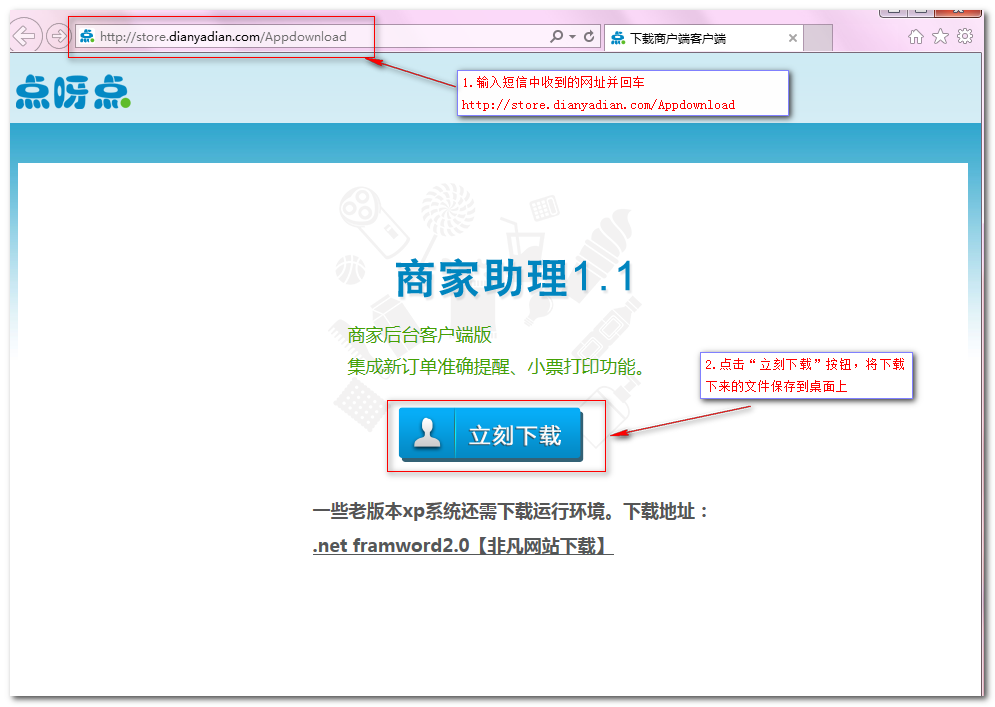 http://store.dianyadian.com/Appdownload
下载商户端客户端
1.输入短信中收到的网址并回车
http://store.dianyadian.com/Appdownload
点呀点
商家助理1.1
商家后台客户端版
集成新订单准确提醒、小票打印功能。
2.点击“立刻下载”按钮，将下载
下来的文件保存到桌面上
立刻下载
一些老版本xp系统还需下载运行环境。下载地址：
.net framword2.0【非凡网站下载】